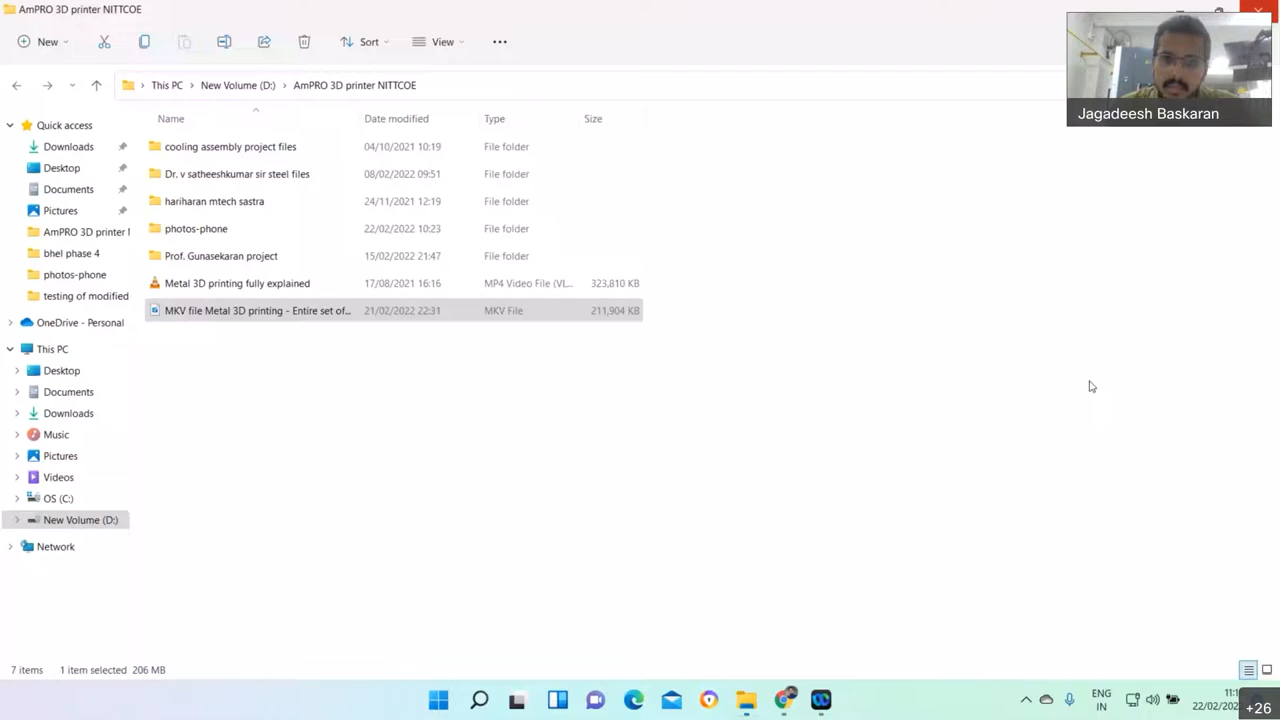 AmPRO 3D printer NITTCOE
New
Sort
View
This PC
New Volume (D:)
AmPRO 3D printer NITTCOE
Jagadeesh Baskaran
Name
Date modified
Type
Size
Quick access
Downloads
Desktop
Documents
Pictures
AmPRO 3D printer
bhel phase 4
photos-phone
testing of modified
OneDrive - Personal
This PC
Desktop
Documents
Downloads
Music
Pictures
Videos
OS (C:)
New Volume (D:)
Network
cooling assembly project files 04/10/2021 10:19 File folder
Dr. v satheeshkumar sir steel files 08/02/2022 09:51 File folder
hariharan mtech sastra 24/11/2021 12:19 File folder
photos-phone 22/02/2022 10:23 File folder
Prof. Gunasekaran project 15/02/2022 21:47 File folder
Metal 3D printing fully explained 17/08/2021 16:16 MP4 Video File (VL... 323,810 KB
MKV file Metal 3D printing - Entire set of... 21/02/2022 22:31 MKV File 211,904 KB
7 items 1 item selected 206 MB
ENG
IN
+26